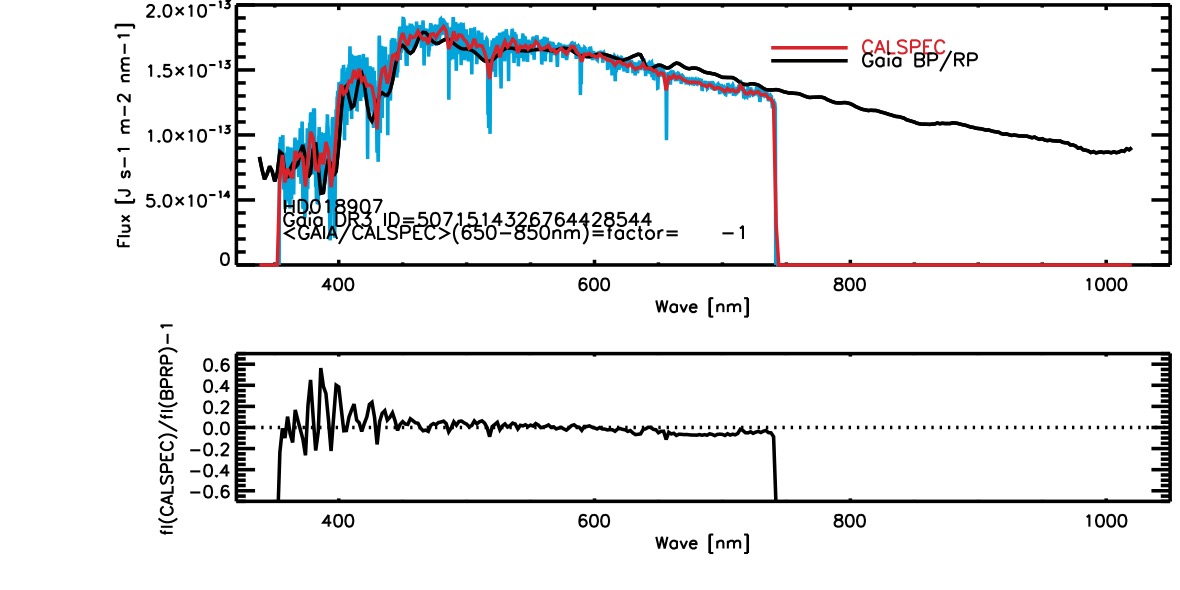 2.0×10−13
1.5×10−13
1.0×10−13
5.0×10−14
0
Flux [J s−1 m−2 nm−1]
CALSPEC
Gaia BP/RP
HD018907
Gaia DR3 ID=5071514326764428544
<GAIA/CALSPEC>(650−850nm)=factor= −1
400 600 800 1000
Wave [nm]
0.6
0.4
0.2
0.0
−0.2
−0.4
−0.6
fl(CALSPEC)/fl(BPRP)−1
400 600 800 1000
Wave [nm]